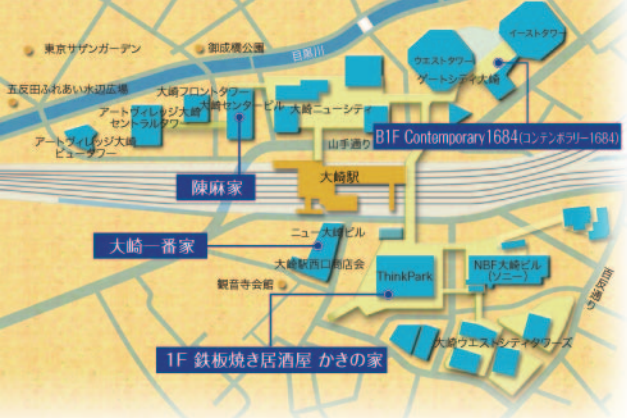 東京サザンガーデン
御成橋公園
目黒川
イーストタワー
ウエストタワー
ゲートシティ大崎
五反田ふれあい水辺広場
大崎フロントタワー
アートヴィレッジ大崎
セントラルタワー
大崎センタービル
大崎ニューシティ
アートヴィレッジ大崎
ビュータワー
山手通り
B1F Contemporary1684(コンテンポラリー1684)
大崎駅
陳麻家
ニュー大崎ビル
大崎一番家
大崎駅西口商店会
観音寺会館
ThinkPark
NBF大崎ビル
(ソニー)
百反通り
大崎ウエストシティタワーズ
1F 鉄板焼き居酒屋 かきの家